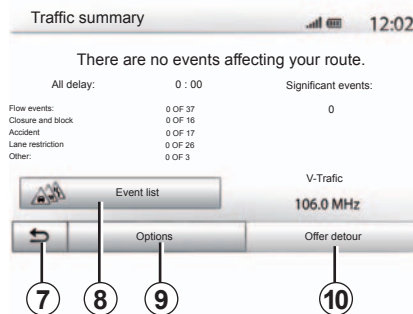 Traffic summary 12:02
There are no events affecting your route.
All delay: 0 : 00 Significant events:
Flow events: 0 OF 37 0
Closure and block 0 OF 16
Accident 0 OF 17
Lane restriction 0 OF 26
Other: 0 OF 3
V-Trafic
Event list
106.0 MHz
Options Offer detour
7 8 9 10